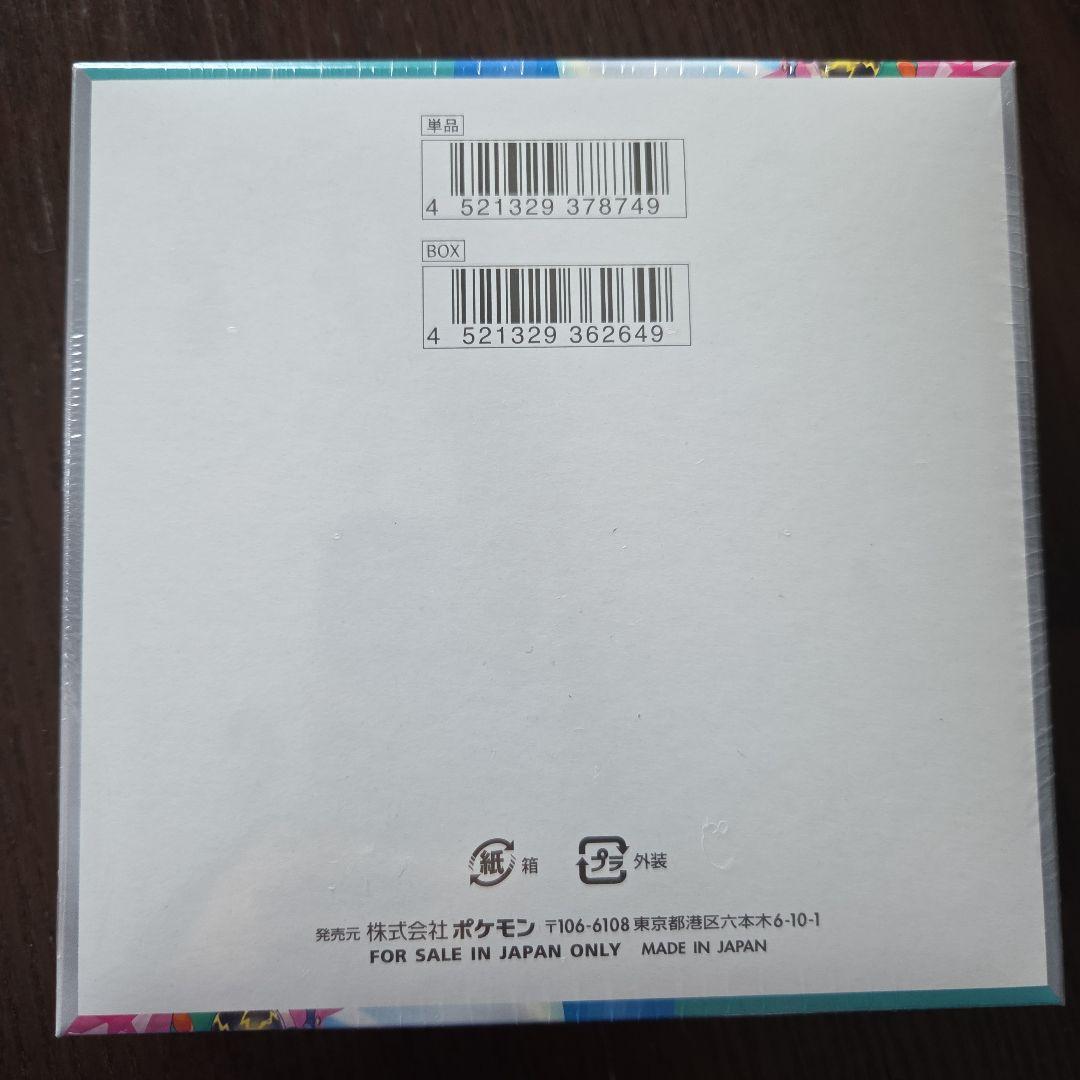 単品
4 521329 378749
BOX
4 521329 362649
紙 箱 プラ 外装
発売元 株式会社 ポケモン 〒106-6108 東京都港区六本木6-10-1
FOR SALE IN JAPAN ONLY MADE IN JAPAN